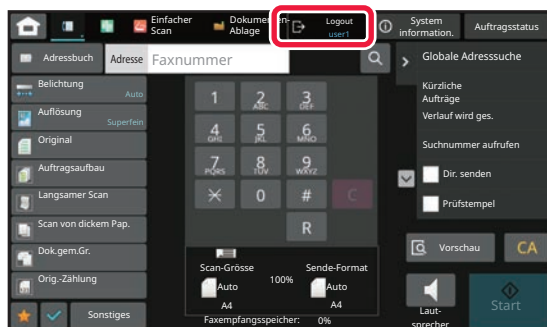 Einfacher
Scan
Dokumenten-
Ablage
Logout
user1
System
information.
Auftragsstatus
Adressbuch
Adresse
Faxnummer
Globale Adresssuche
Belichtung
Auto
Auflösung
Superfein
Original
Auftragsaufbau
Langsamer Scan
Scan von dickem Pap.
Dok.gem.Gr.
Orig.-Zählung
Sonstiges
1
2
ABC
3
DEF
4
GHI
5
JKL
6
MNO
7
PQRS
8
TUV
9
WXYZ
0
#
C
R
Scan-Grösse
Auto
A4
100%
Sende-Format
Auto
A4
Faxempfangsspeicher: 0%
Kürzliche
Aufträge
Verlauf wird ges.
Suchnummer aufrufen
Dir. senden
Prüfstempel
Vorschau
CA
Laut-
sprecher
Start